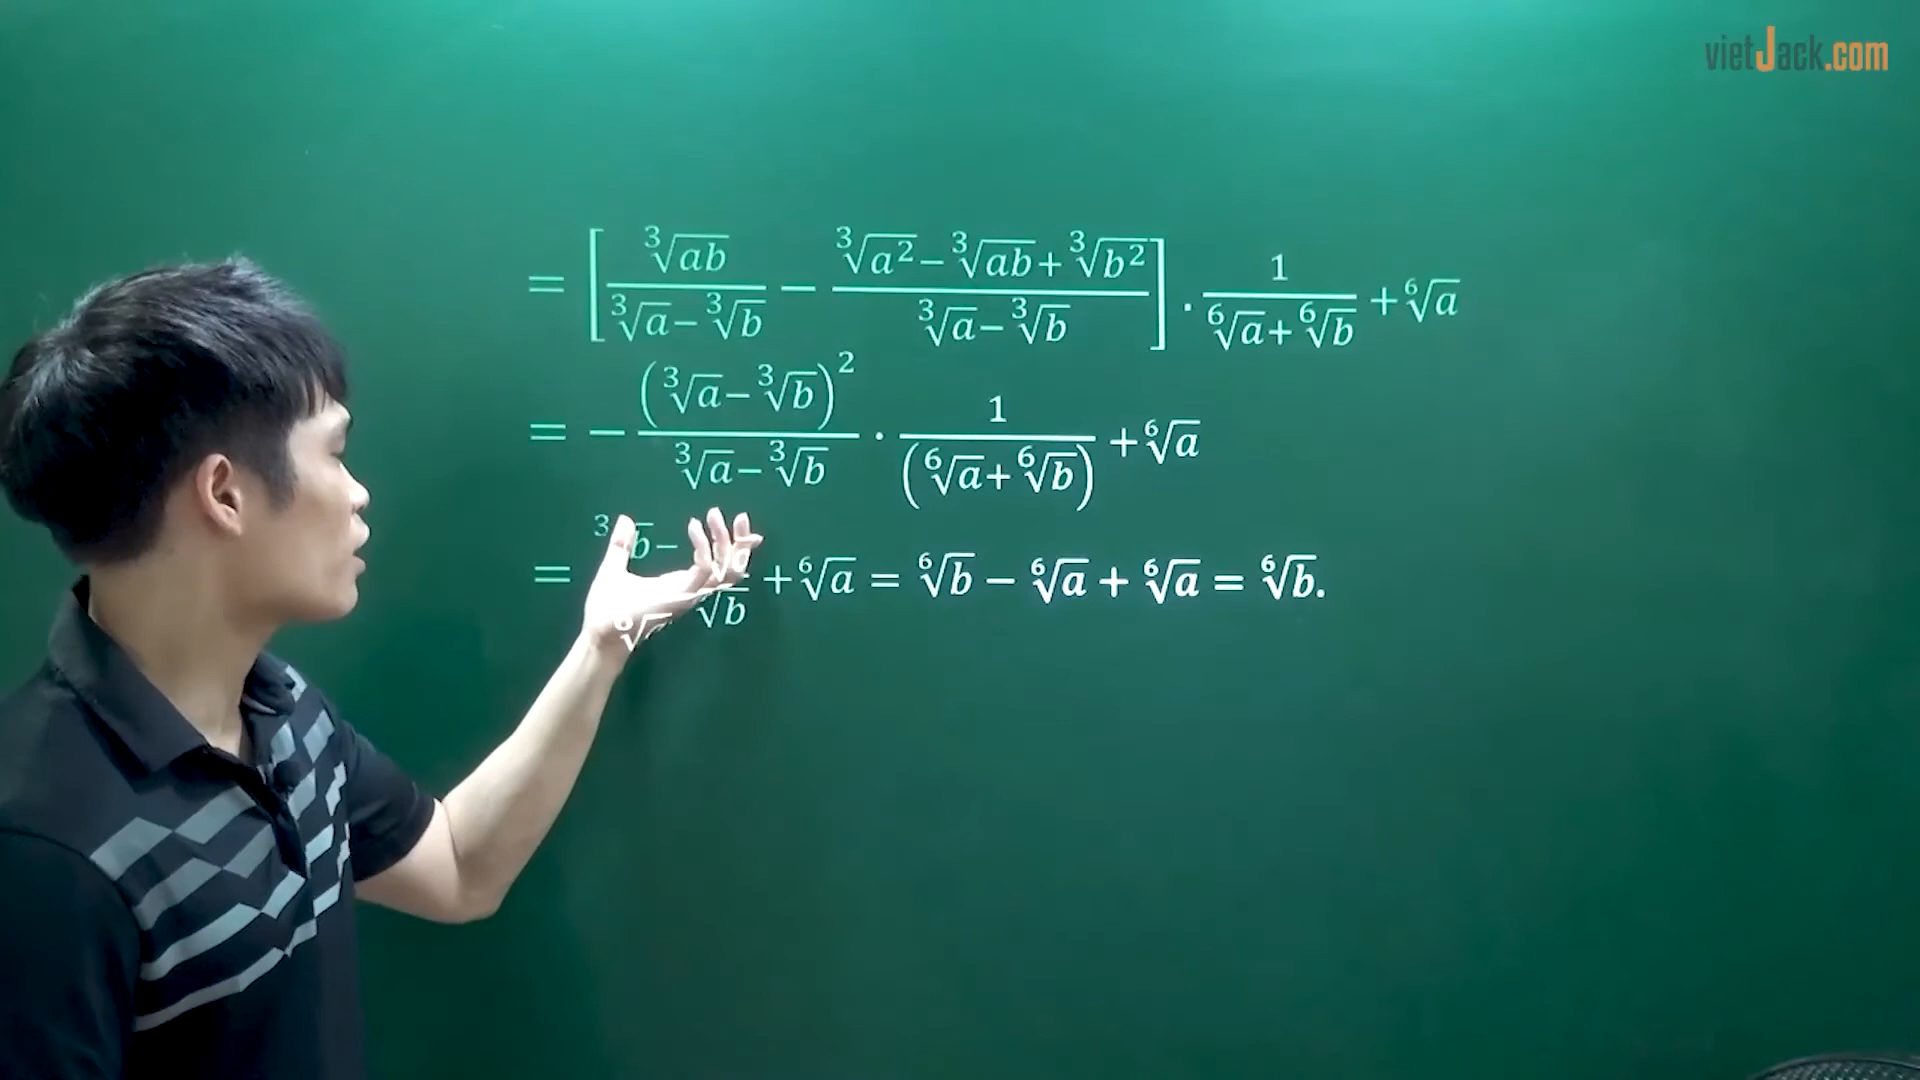 vietJack.com
= [∛(ab) / (∛a − ∛b) − (∛(a²) − ∛(ab) + ∛(b²)) / (∛a − ∛b)] · 1 / (⁶√a + ⁶√b) + ⁶√a
= − (∛a − ∛b)² / (∛a − ∛b) · 1 / (⁶√a + ⁶√b) + ⁶√a
= + ⁶√a = ⁶√b − ⁶√a + ⁶√a = ⁶√b.